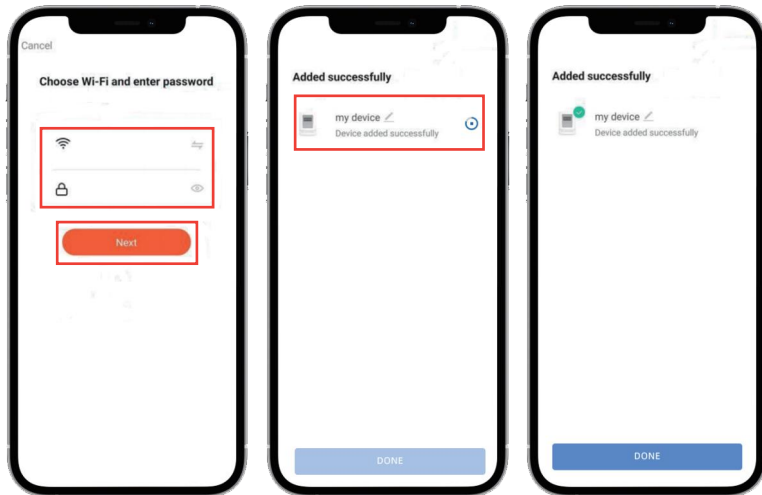 Cancel
Choose Wi-Fi and enter password
Next
Added successfully
my device
Device added successfully
DONE
Added successfully
my device
Device added successfully
DONE